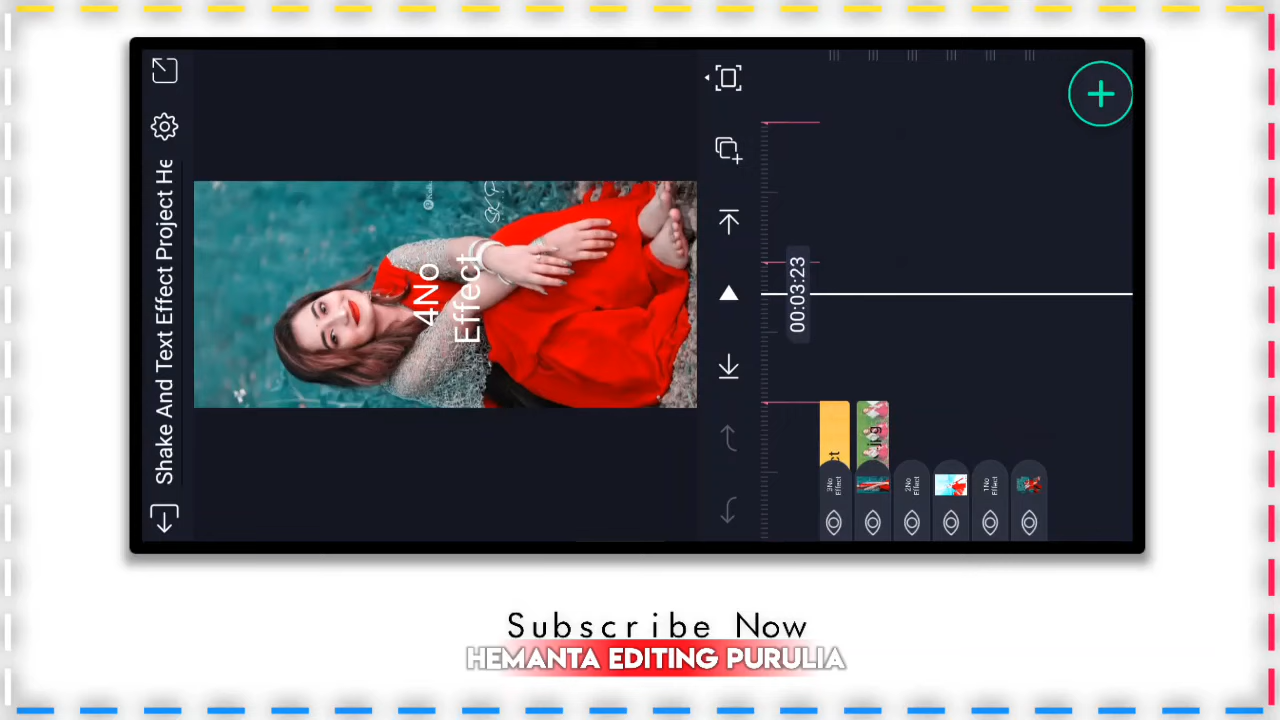 Shake And Text Effect Project He
4No
Effect
00:03:23
3No
Effect
2No
Effect
1No
Effect
Subscribe Now
HEMANTA EDITING PURULIA